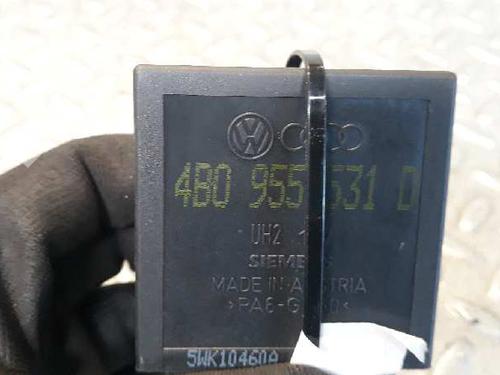 4B0 955 531 D
UH2
SIEMENS
MADE IN AUSTRIA
5WK10460A